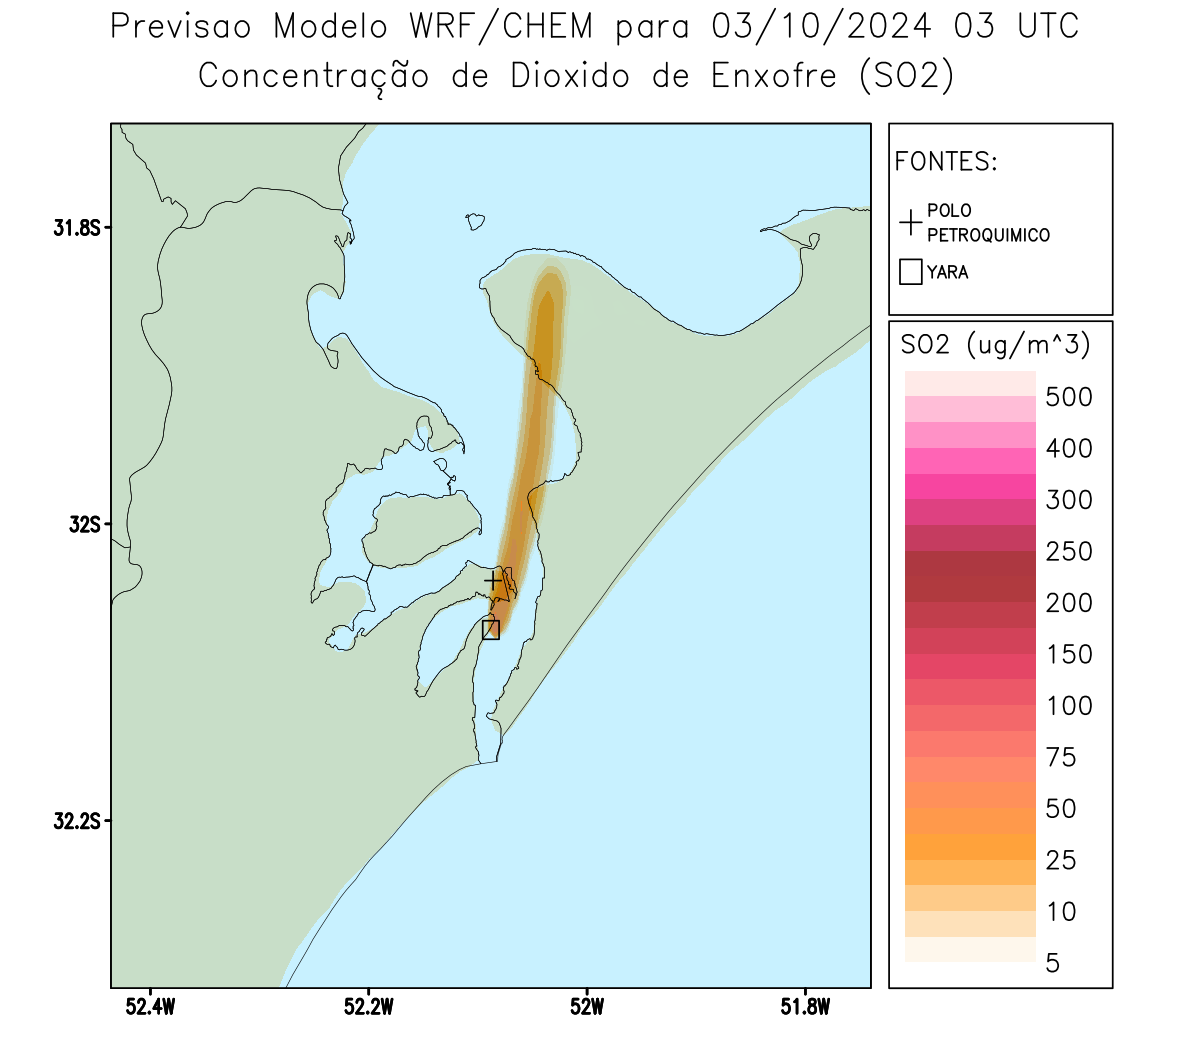 Previsao Modelo WRF/CHEM para 03/10/2024 03 UTC
Concentração de Dioxido de Enxofre (SO2)
FONTES:
POLO
PETROQUIMICO
YARA
SO2 (ug/m^3)
500
400
300
250
200
150
100
75
50
25
10
5
31.8S
32S
32.2S
52.4W
52.2W
52W
51.8W